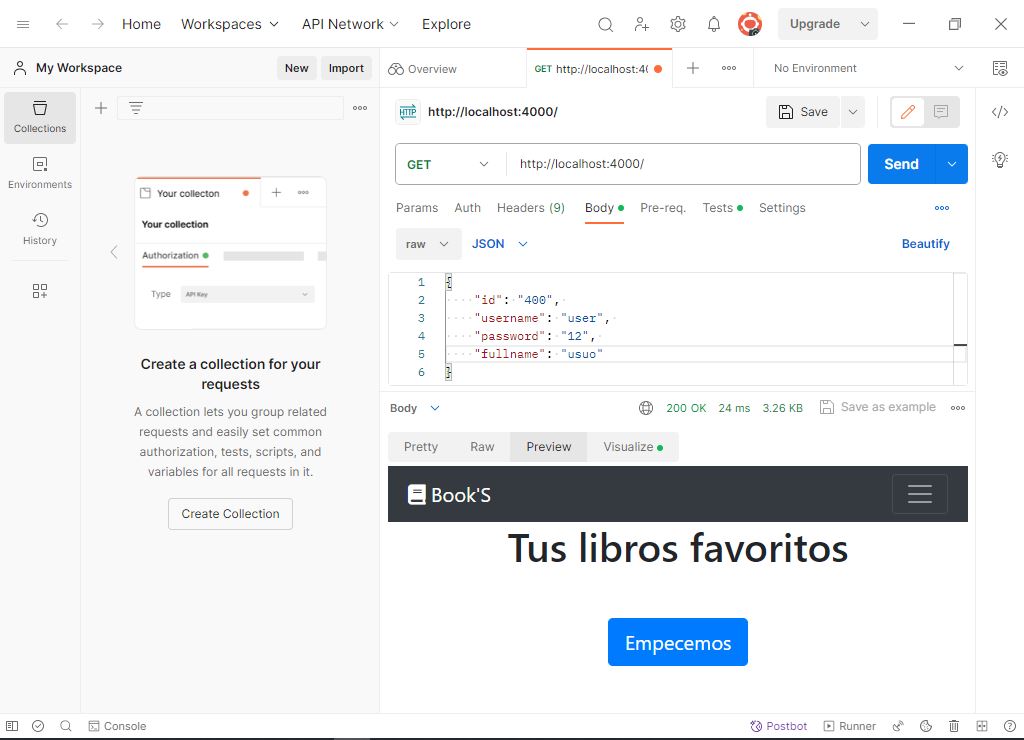 Home Workspaces API Network Explore Upgrade
My Workspace New Import Overview GET http://localhost:4( No Environment
Collections
Environments
History
Your collecton
Your collection
Authorization
Type API Key
Create a collection for your
requests
A collection lets you group related
requests and easily set common
authorization, tests, scripts, and
variables for all requests in it.
Create Collection
HTTP http://localhost:4000/ Save
GET http://localhost:4000/ Send
Params Auth Headers (9) Body Pre-req. Tests Settings
raw JSON Beautify
1 {
2 "id": "400",
3 "username": "user",
4 "password": "12",
5 "fullname": "usuo"
6 }
Body 200 OK 24 ms 3.26 KB Save as example
Pretty Raw Preview Visualize
Book'S
Tus libros favoritos
Empecemos
Console Postbot Runner